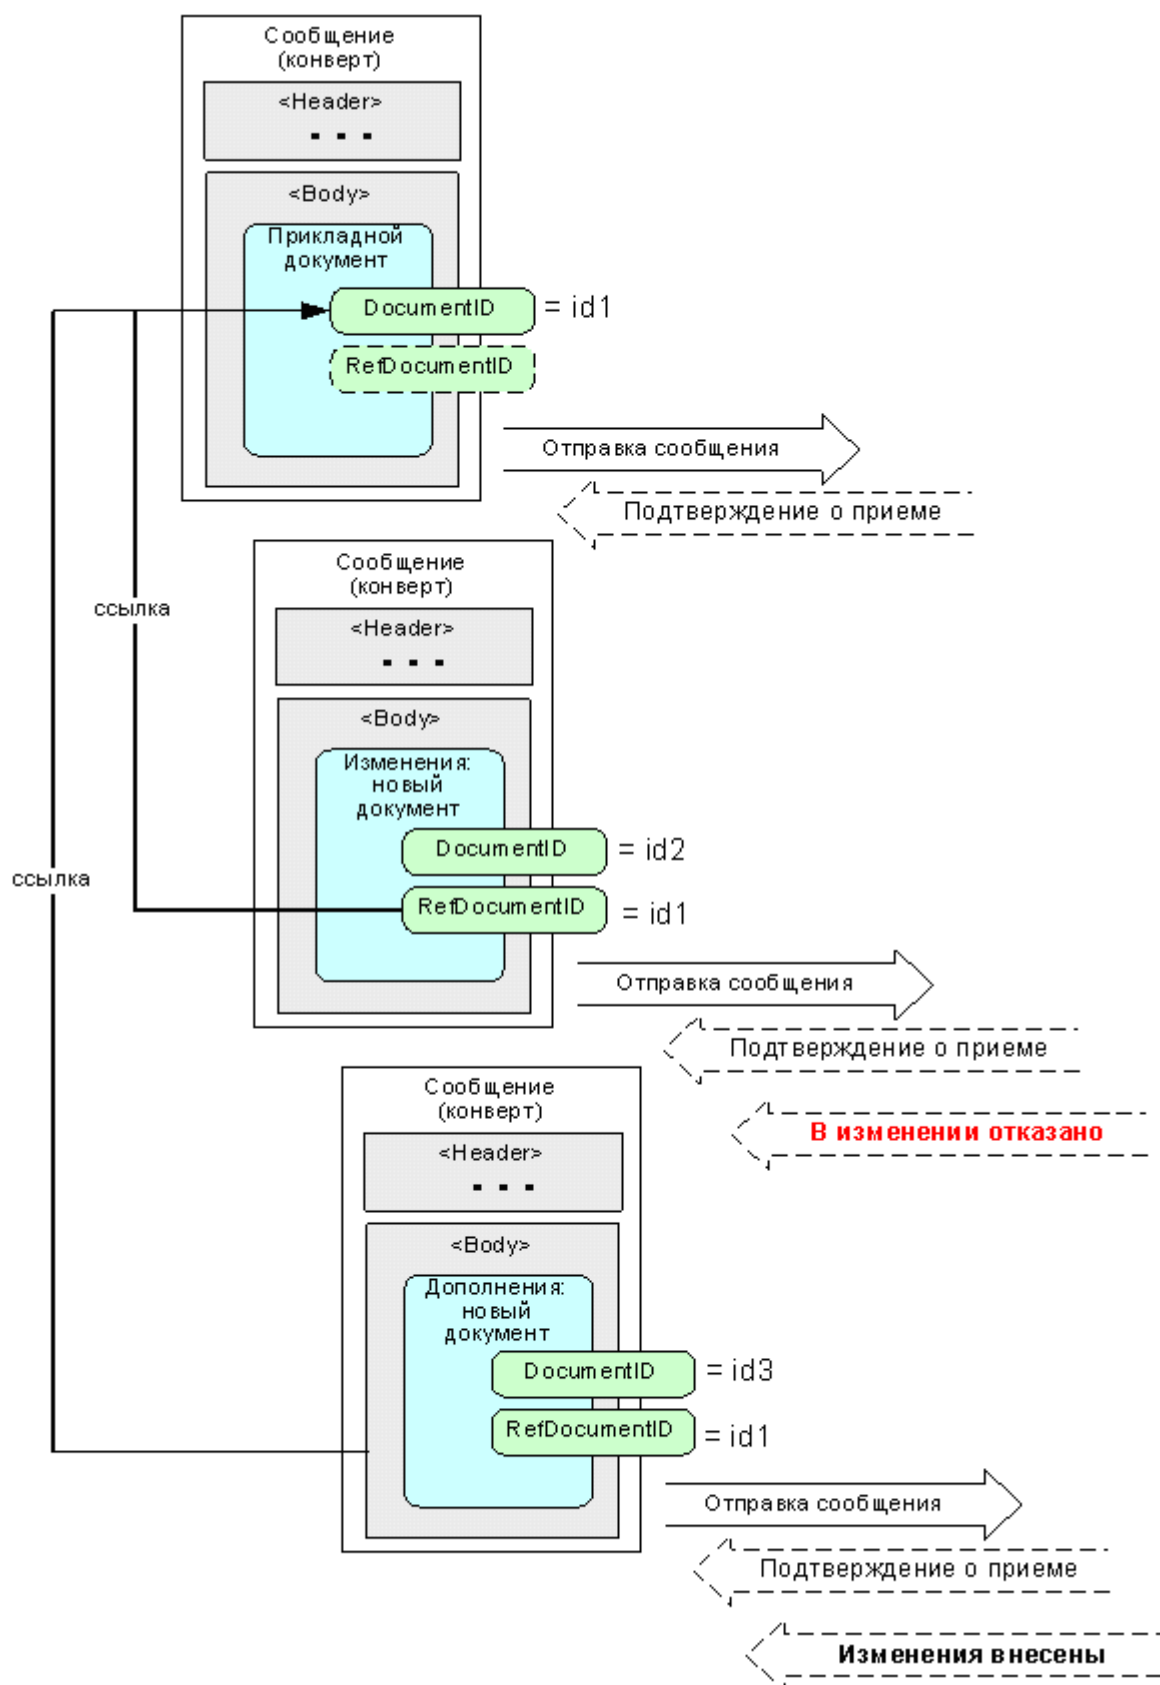 Сообщение
(конверт)
<Header>
- - -
<Body>
Прикладной
документ
DocumentID = id1
RefDocumentID
Отправка сообщения
Подтверждение о приеме
Сообщение
(конверт)
ссылка
<Header>
- - -
<Body>
Изменения:
новый
документ
DocumentID = id2
ссылка
RefDocumentID = id1
Отправка сообщения
Подтверждение о приеме
Сообщение
(конверт)
В изменении отказано
<Header>
- - -
<Body>
Дополнения:
новый
документ
DocumentID = id3
RefDocumentID = id1
Отправка сообщения
Подтверждение о приеме
Изменения внесены